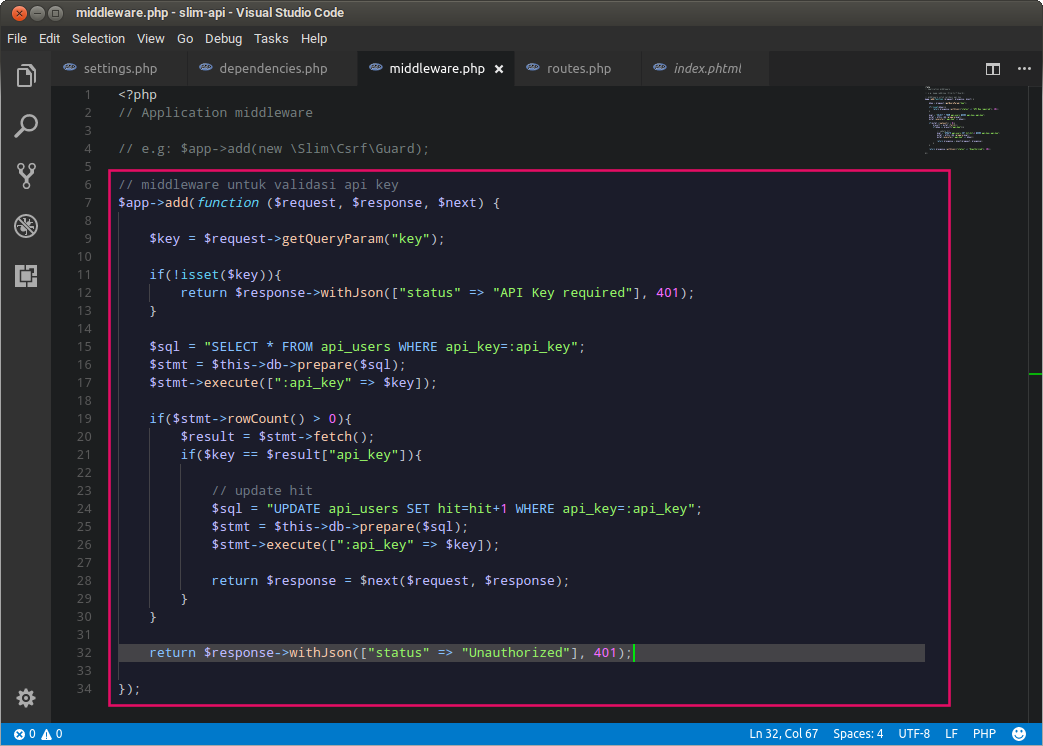 middleware.php - slim-api - Visual Studio Code
File Edit Selection View Go Debug Tasks Help
settings.php dependencies.php middleware.php × routes.php index.phtml
1 <?php
2 // Application middleware
3
4 // e.g: $app->add(new \Slim\Csrf\Guard);
5
6 // middleware untuk validasi api key
7 $app->add(function ($request, $response, $next) {
8
9 $key = $request->getQueryParam("key");
10
11 if(!isset($key)){
12 return $response->withJson(["status" => "API Key required"], 401);
13 }
14
15 $sql = "SELECT * FROM api_users WHERE api_key=:api_key";
16 $stmt = $this->db->prepare($sql);
17 $stmt->execute([":api_key" => $key]);
18
19 if($stmt->rowCount() > 0){
20 $result = $stmt->fetch();
21 if($key == $result["api_key"]){
22
23 // update hit
24 $sql = "UPDATE api_users SET hit=hit+1 WHERE api_key=:api_key";
25 $stmt = $this->db->prepare($sql);
26 $stmt->execute([":api_key" => $key]);
27
28 return $response = $next($request, $response);
29 }
30 }
31
32 return $response->withJson(["status" => "Unauthorized"], 401);
33
34 });
0 0 Ln 32, Col 67 Spaces: 4 UTF-8 LF PHP